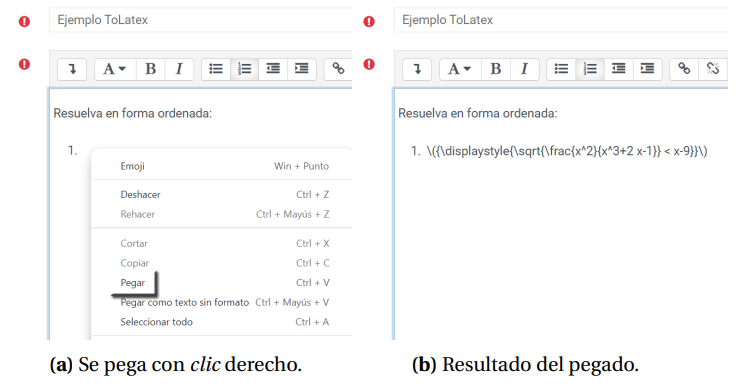 Ejemplo ToLatex
A B I
Resuelva en forma ordenada:
1.
Emoji Win + Punto
Deshacer Ctrl + Z
Rehacer Ctrl + Mayús + Z
Cortar Ctrl + X
Copiar Ctrl + C
Pegar Ctrl + V
Pegar como texto sin formato Ctrl + Mayús + V
Seleccionar todo Ctrl + A
(a) Se pega con clic derecho.
Ejemplo ToLatex
A B I
Resuelva en forma ordenada:
1. \({\displaystyle{\sqrt{\frac{x^2}{x^3+2 x-1}} < x-9}}\)
(b) Resultado del pegado.